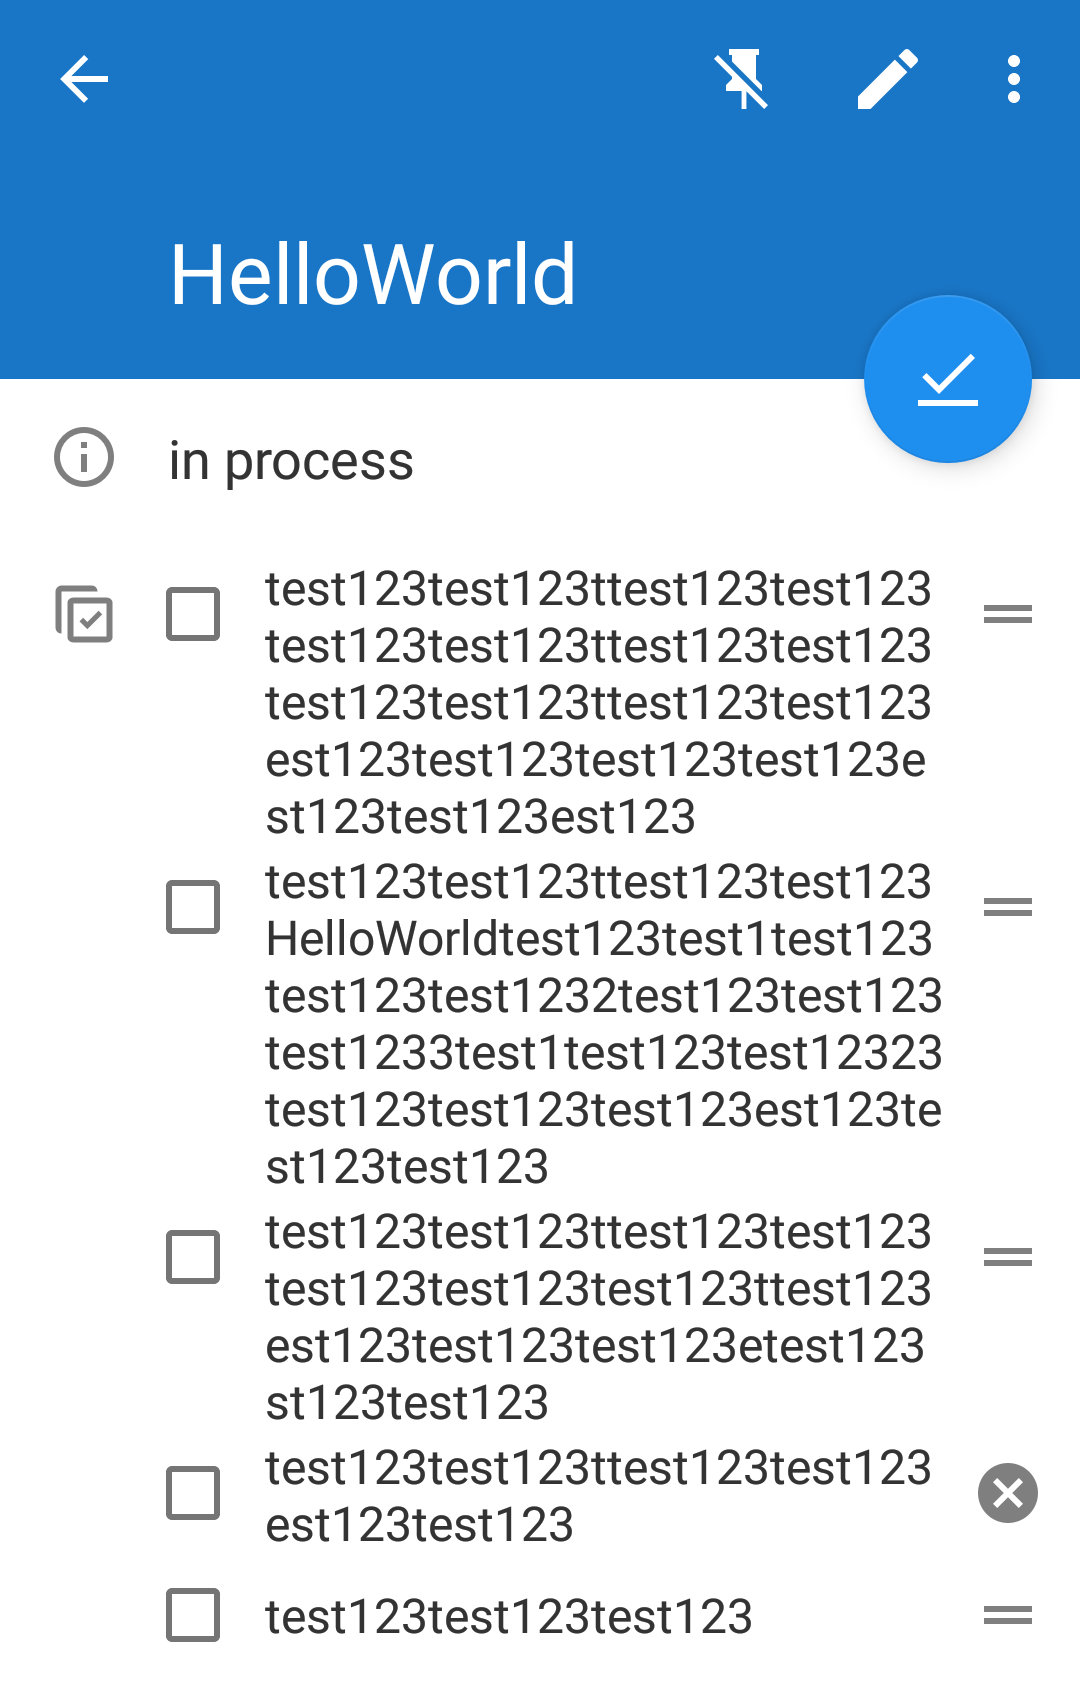 HelloWorld
in process
test123test123ttest123test123
test123test123ttest123test123
test123test123ttest123test123
est123test123test123test123e
st123test123est123
test123test123ttest123test123
HelloWorldtest123test1test123
test123test1232test123test123
test1233test1test123test12323
test123test123test123est123te
st123test123
test123test123ttest123test123
test123test123test123ttest123
est123test123test123etest123
st123test123
test123test123ttest123test123
est123test123
test123test123test123